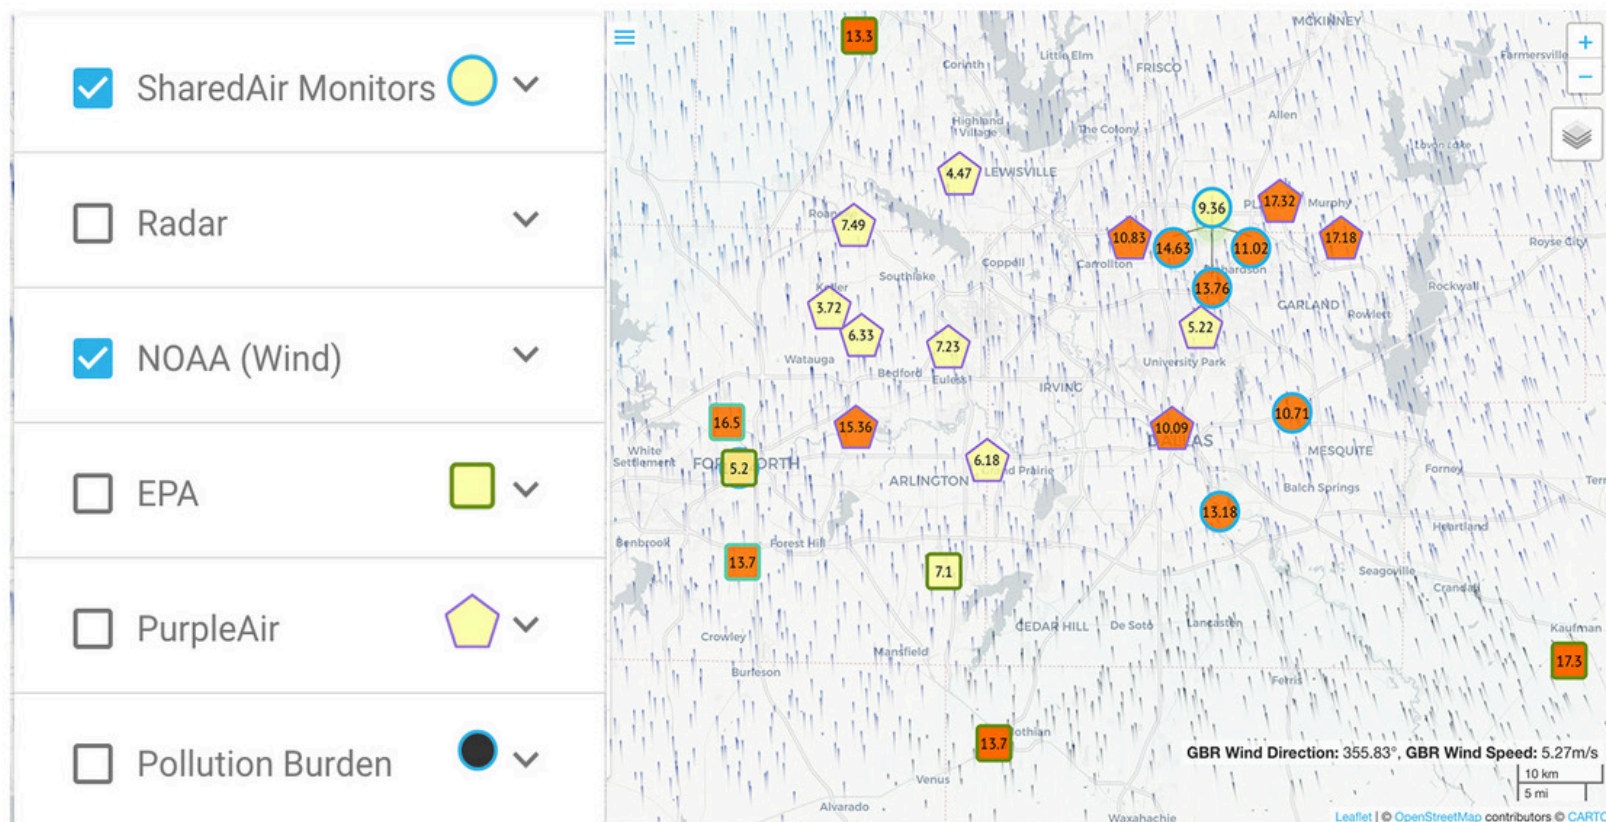 SharedAir Monitors
Radar
NOAA (Wind)
EPA
PurpleAir
Pollution Burden
13.3
MCKINNEY
Corinth
Little Elm
FRISCO
Farmersville
+
−
Highland
Village
The Colony
Allen
Lavon Lake
4.47
LEWISVILLE
9.36
17.32
Murphy
7.49
10.83
14.63
11.02
17.18
Royse City
Southlake
Coppell
Carrollton
13.76
Rockwall
Keller
3.72
GARLAND
Rowlett
6.33
7.23
5.22
Watauga
Bedford
Euless
University Park
IRVING
16.5
15.36
10.09
DALLAS
10.71
White
Settlement
5.2
6.18
MESQUITE
ARLINGTON
Forney
Balch Springs
13.18
Heartland
Benbrook
Forest Hill
13.7
7.1
Seagoville
Crandall
CEDAR HILL
De Soto
Lancaster
Kaufman
Crowley
Mansfield
17.3
Burleson
Ferris
13.7
GBR Wind Direction: 355.83°, GBR Wind Speed: 5.27m/s
10 km
5 mi
Venus
Alvarado
Waxahachie
Leaflet | © OpenStreetMap contributors © CARTO